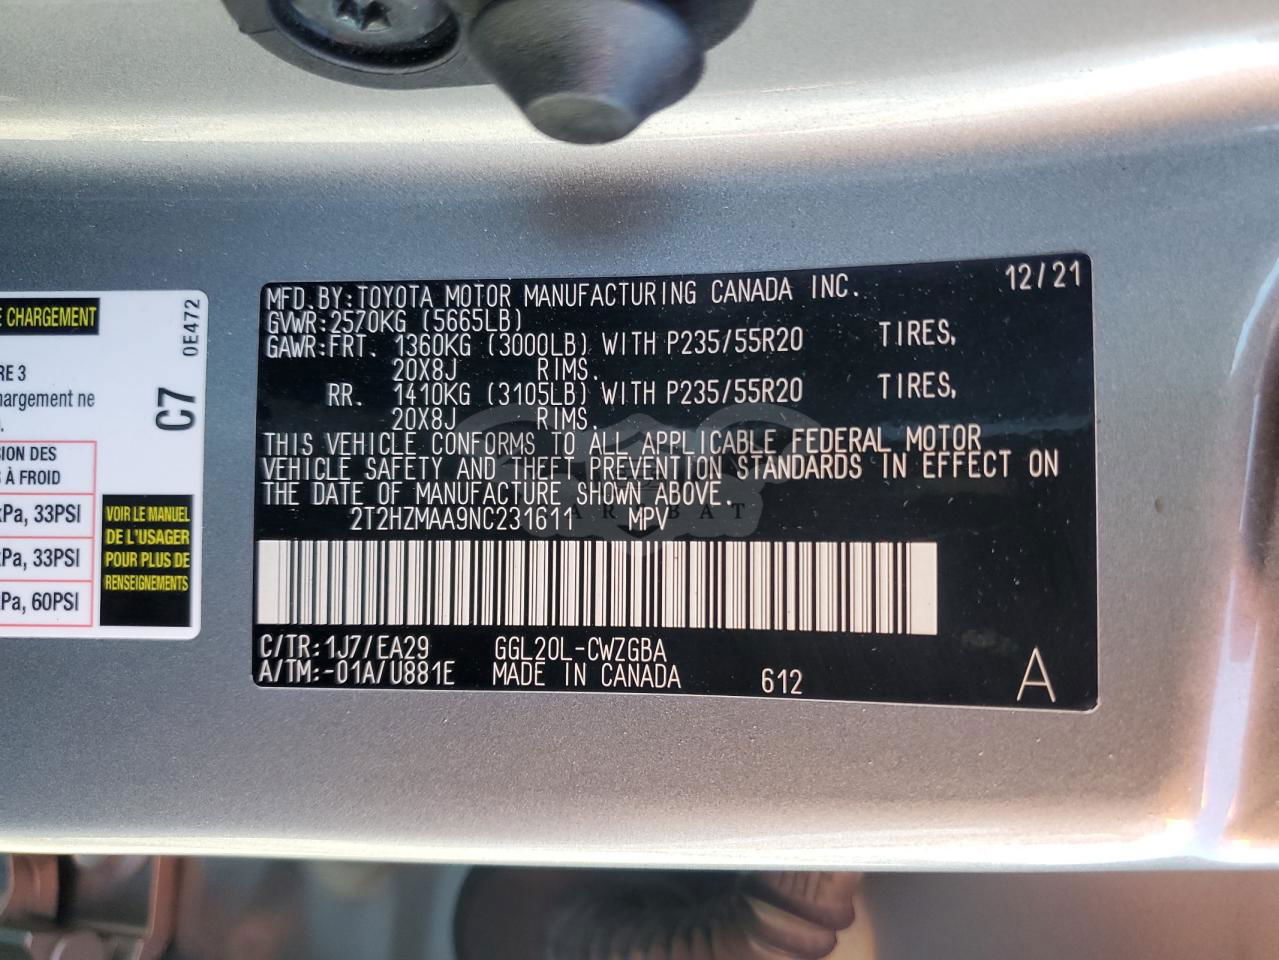 E CHARGEMENT
0E472
RE 3
hargement ne
C7
SION DES
À FROID
kPa, 33PSI
kPa, 33PSI
kPa, 60PSI
VOIR LE MANUEL
DE L'USAGER
POUR PLUS DE
RENSEIGNEMENTS
MFD.BY:TOYOTA MOTOR MANUFACTURING CANADA INC. 12/21
GVWR:2570KG (5665LB)
GAWR:FRT. 1360KG (3000LB) WITH P235/55R20 TIRES,
20X8J RIMS.
RR. 1410KG (3105LB) WITH P235/55R20 TIRES,
20X8J RIMS.
THIS VEHICLE CONFORMS TO ALL APPLICABLE FEDERAL MOTOR
VEHICLE SAFETY AND THEFT PREVENTION STANDARDS IN EFFECT ON
THE DATE OF MANUFACTURE SHOWN ABOVE.
2T2HZMAA9NC231611 MPV
C/TR:1J7/EA29 GGL20L-CWZGBA
A/TM:-01A/U881E MADE IN CANADA 612 A